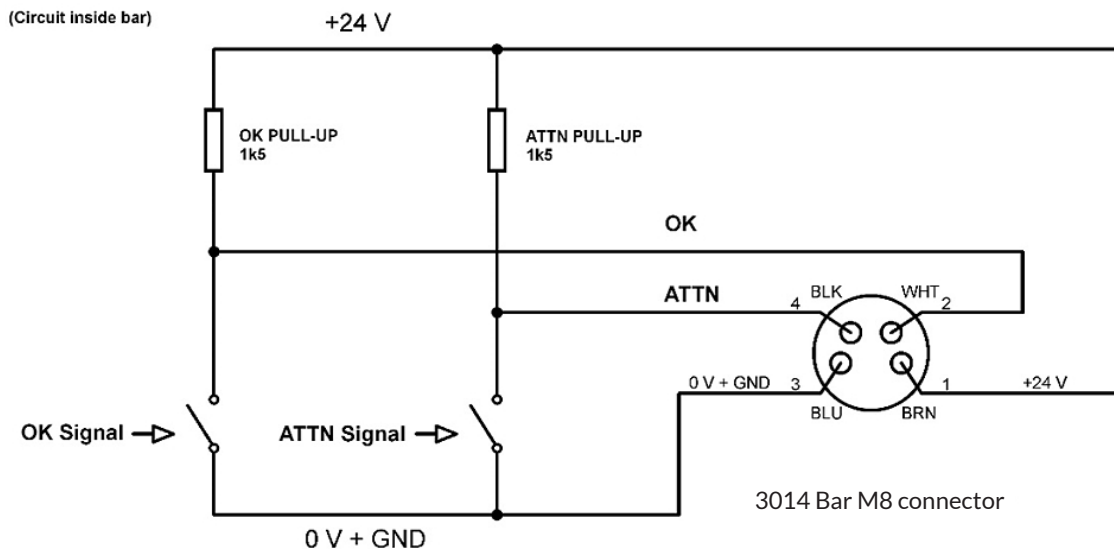 (Circuit inside bar)
+24 V
OK PULL-UP
1k5
ATTN PULL-UP
1k5
OK
ATTN
BLK
WHT
4
2
0 V + GND
3
1
+24 V
BLU
BRN
OK Signal
ATTN Signal
3014 Bar M8 connector
0 V + GND